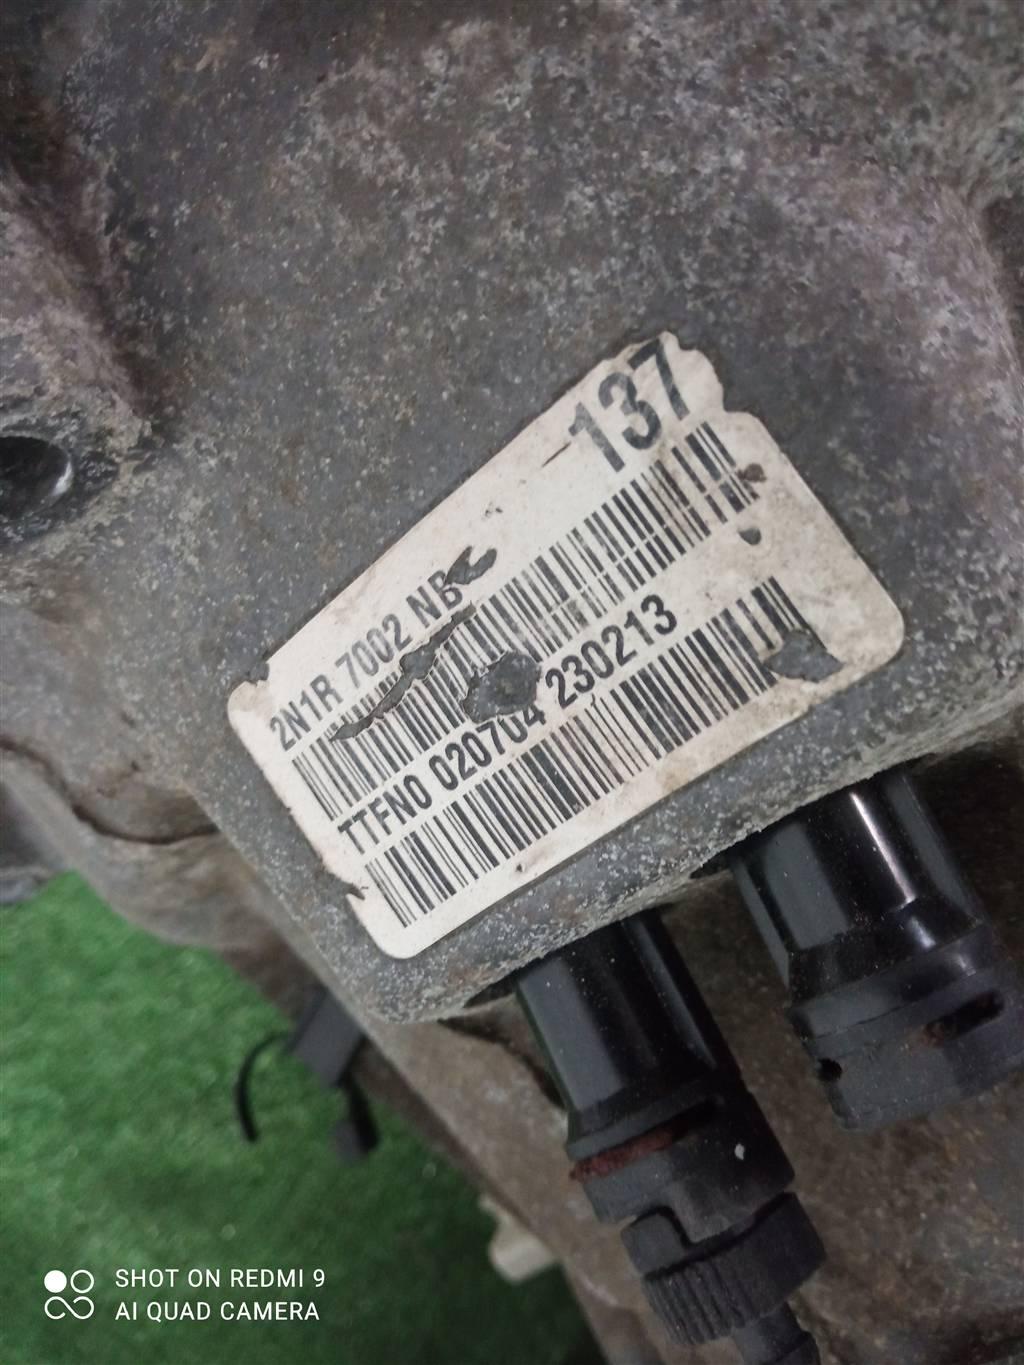 137
2N1R 7002 NB
TTFN0 020704 230213
SHOT ON REDMI 9
AI QUAD CAMERA